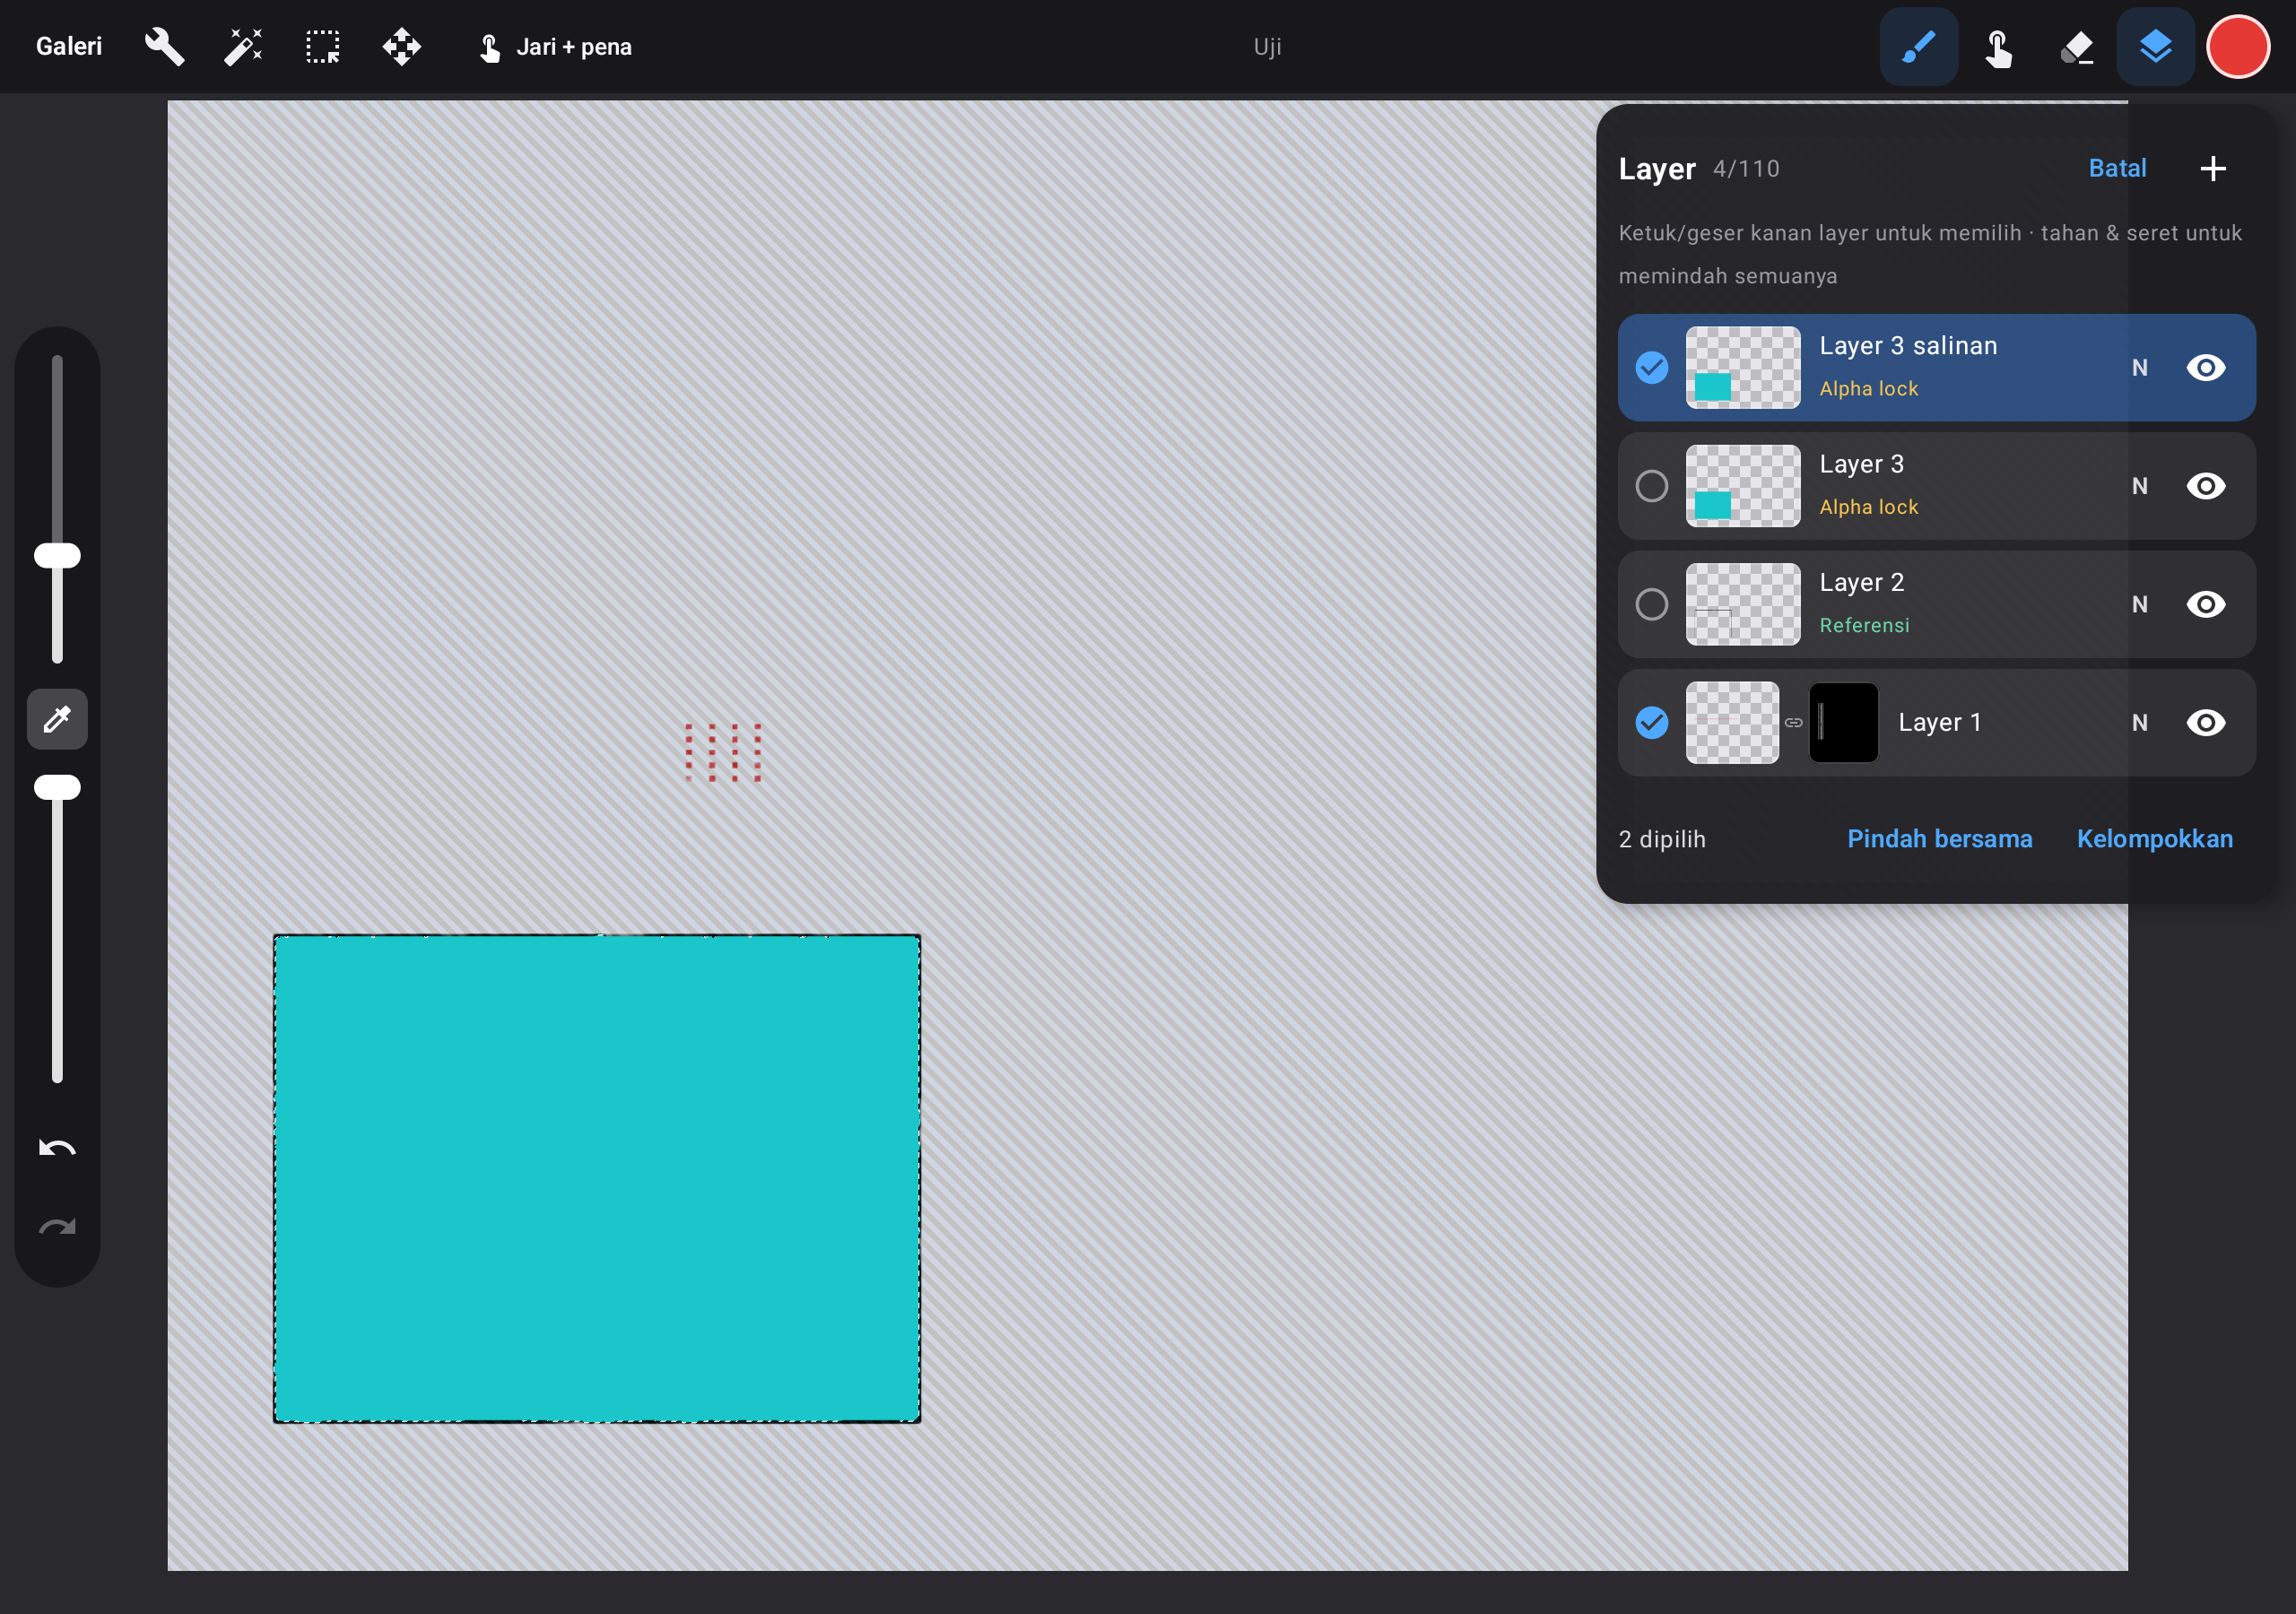 Galeri
Jari + pena
Uji
Layer 4/110
Batal
Ketuk/geser kanan layer untuk memilih · tahan & seret untuk
memindah semuanya
Layer 3 salinan
Alpha lock
N
Layer 3
Alpha lock
N
Layer 2
Referensi
N
Layer 1
N
2 dipilih
Pindah bersama
Kelompokkan